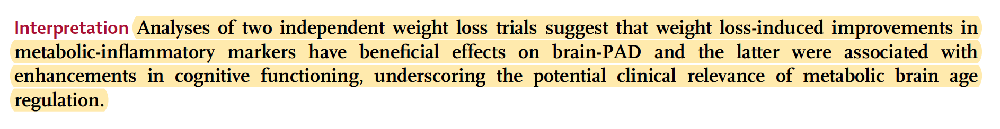 Interpretation Analyses of two independent weight loss trials suggest that weight loss-induced improvements in
metabolic-inflammatory markers have beneficial effects on brain-PAD and the latter were associated with
enhancements in cognitive functioning, underscoring the potential clinical relevance of metabolic brain age
regulation.